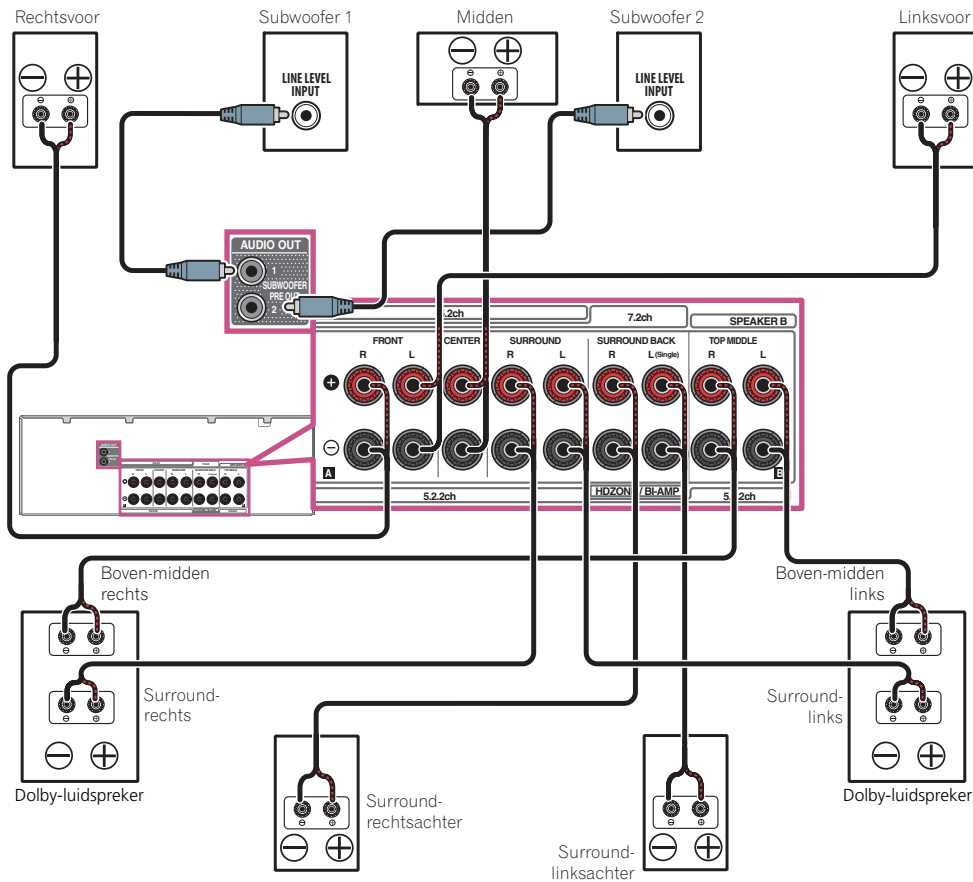 Rechtsvoor
Subwoofer 1
Midden
Subwoofer 2
Linksvoor
LINE LEVEL
INPUT
LINE LEVEL
INPUT
AUDIO OUT
1
SUBWOOFER
PRE OUT
2
.2ch
7.2ch
SPEAKER B
FRONT
CENTER
SURROUND
SURROUND BACK
TOP MIDDLE
R
L
R
L
R
L (Single)
R
L
A
B
5.2.2ch
HDZONE / BI-AMP
5.2.2ch
AUDIO OUT
Boven-midden
rechts
Boven-midden
links
Surround-
rechts
Surround-
links
Dolby-luidspreker
Dolby-luidspreker
Surround-
rechtsachter
Surround-
linksachter